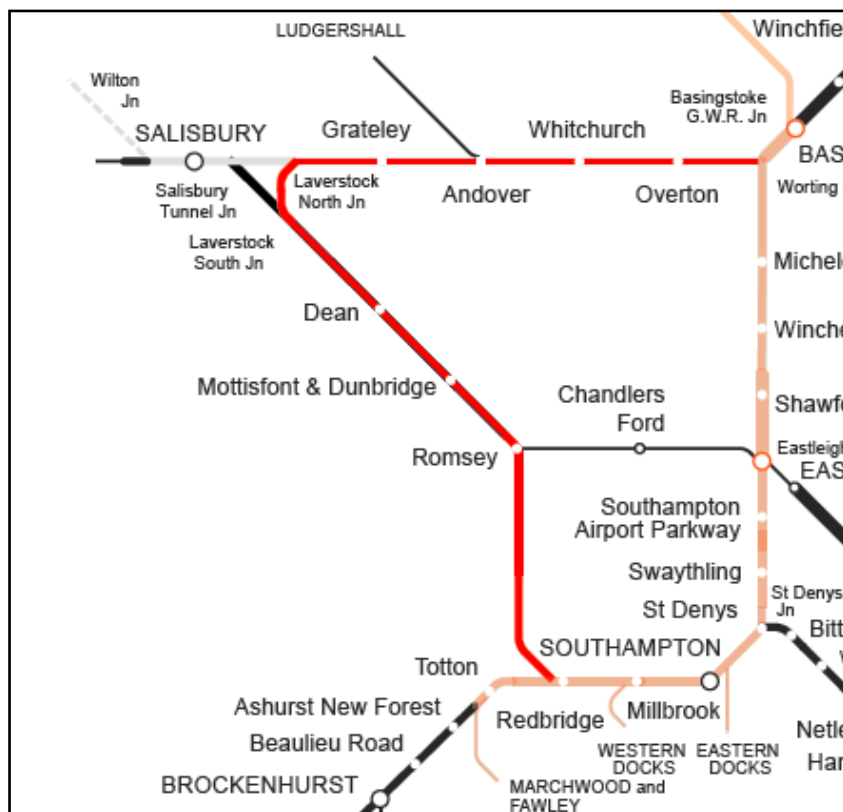 Winchfie
LUDGERSHALL
Wilton
Jn
Basingstoke
G.W.R. Jn
SALISBURY
Grateley
Whitchurch
BAS
Salisbury
Tunnel Jn
Laverstock
North Jn
Andover
Overton
Worting
Laverstock
South Jn
Micheld
Dean
Winche
Mottisfont & Dunbridge
Chandlers
Ford
Shawfo
Romsey
Eastleigh
EAS
Southampton
Airport Parkway
Swaythling
St Denys
St Denys
Jn
Bitt
SOUTHAMPTON
Totton
Ashurst New Forest
Redbridge
Millbrook
Netle
Beaulieu Road
WESTERN
DOCKS
EASTERN
DOCKS
Har
BROCKENHURST
MARCHWOOD and
FAWLEY